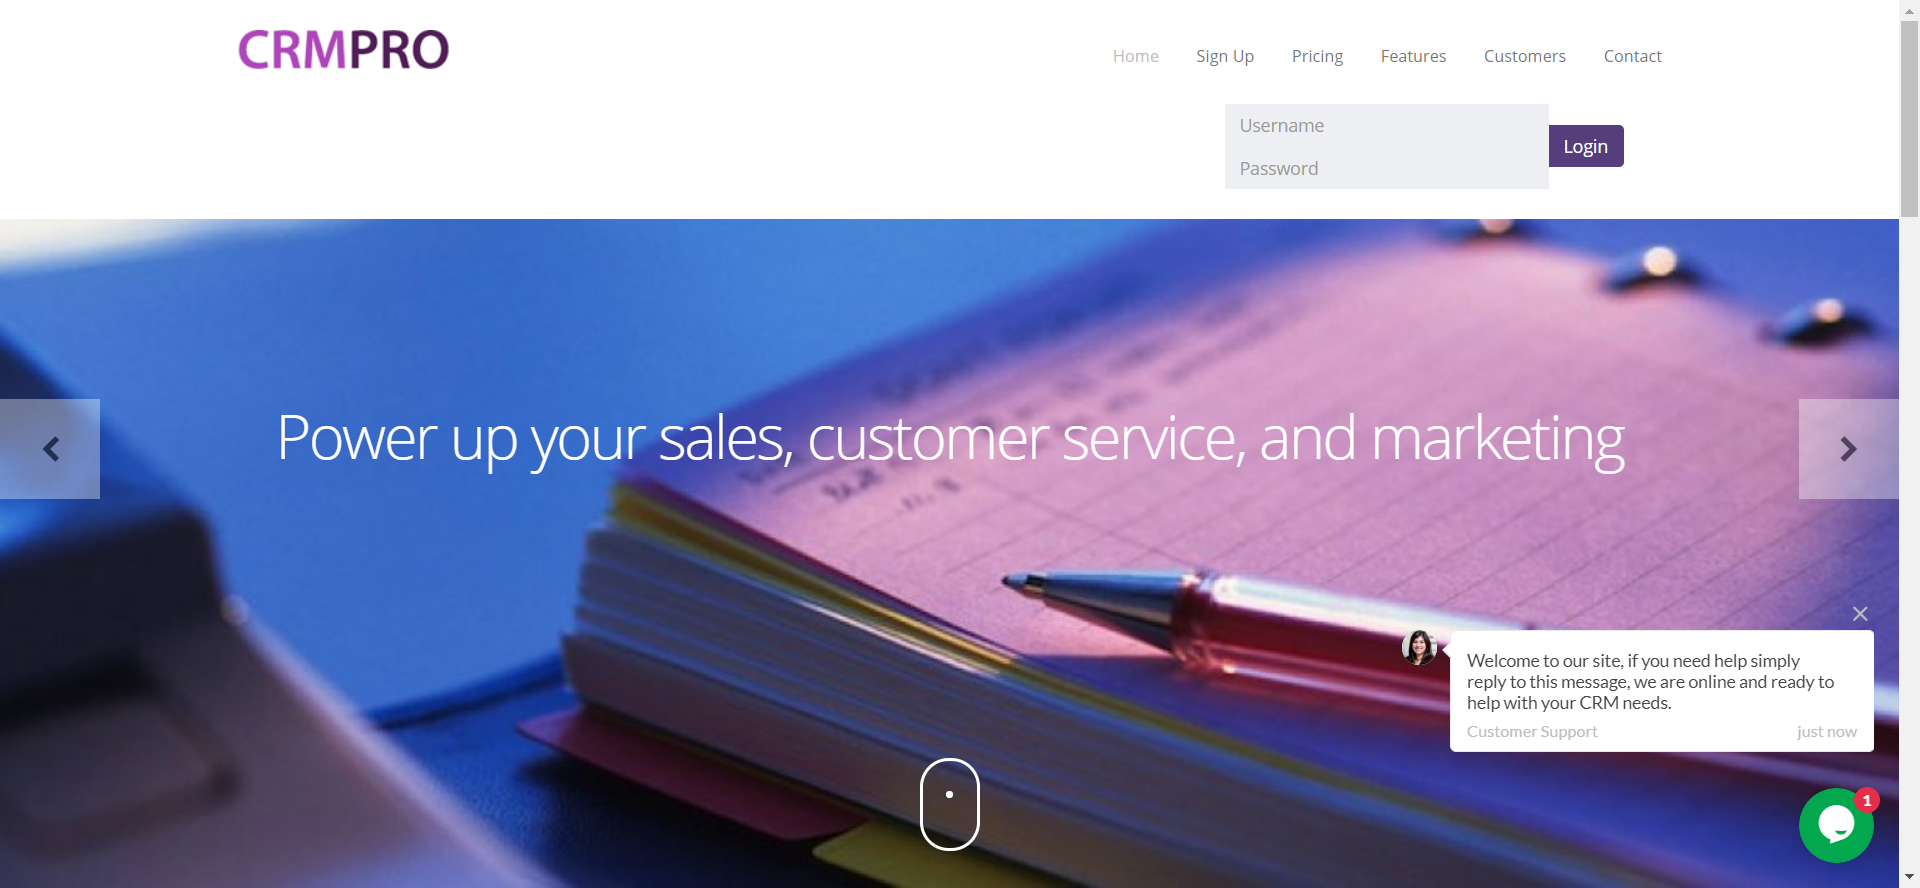 CRMPRO
Home Sign Up Pricing Features Customers Contact
Username
Password
Login
Power up your sales, customer service, and marketing
Welcome to our site, if you need help simply
reply to this message, we are online and ready to
help with your CRM needs.
Customer Support just now
1